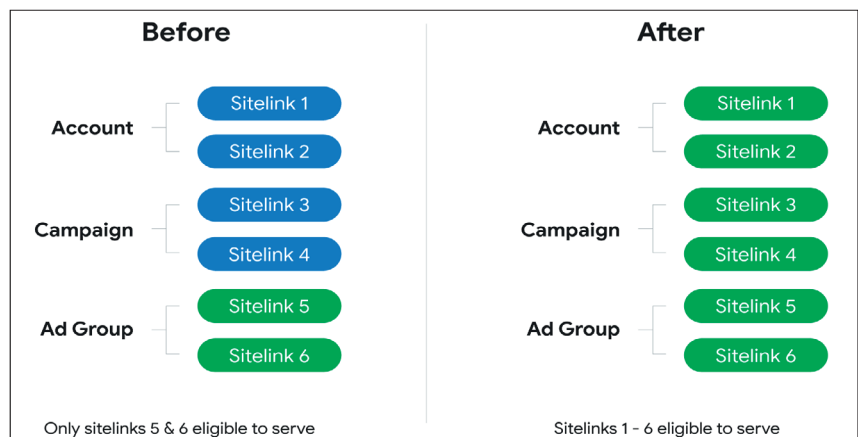 Before
Account
Sitelink 1
Sitelink 2
Campaign
Sitelink 3
Sitelink 4
Ad Group
Sitelink 5
Sitelink 6
Only sitelinks 5 & 6 eligible to serve
After
Account
Sitelink 1
Sitelink 2
Campaign
Sitelink 3
Sitelink 4
Ad Group
Sitelink 5
Sitelink 6
Sitelinks 1 - 6 eligible to serve